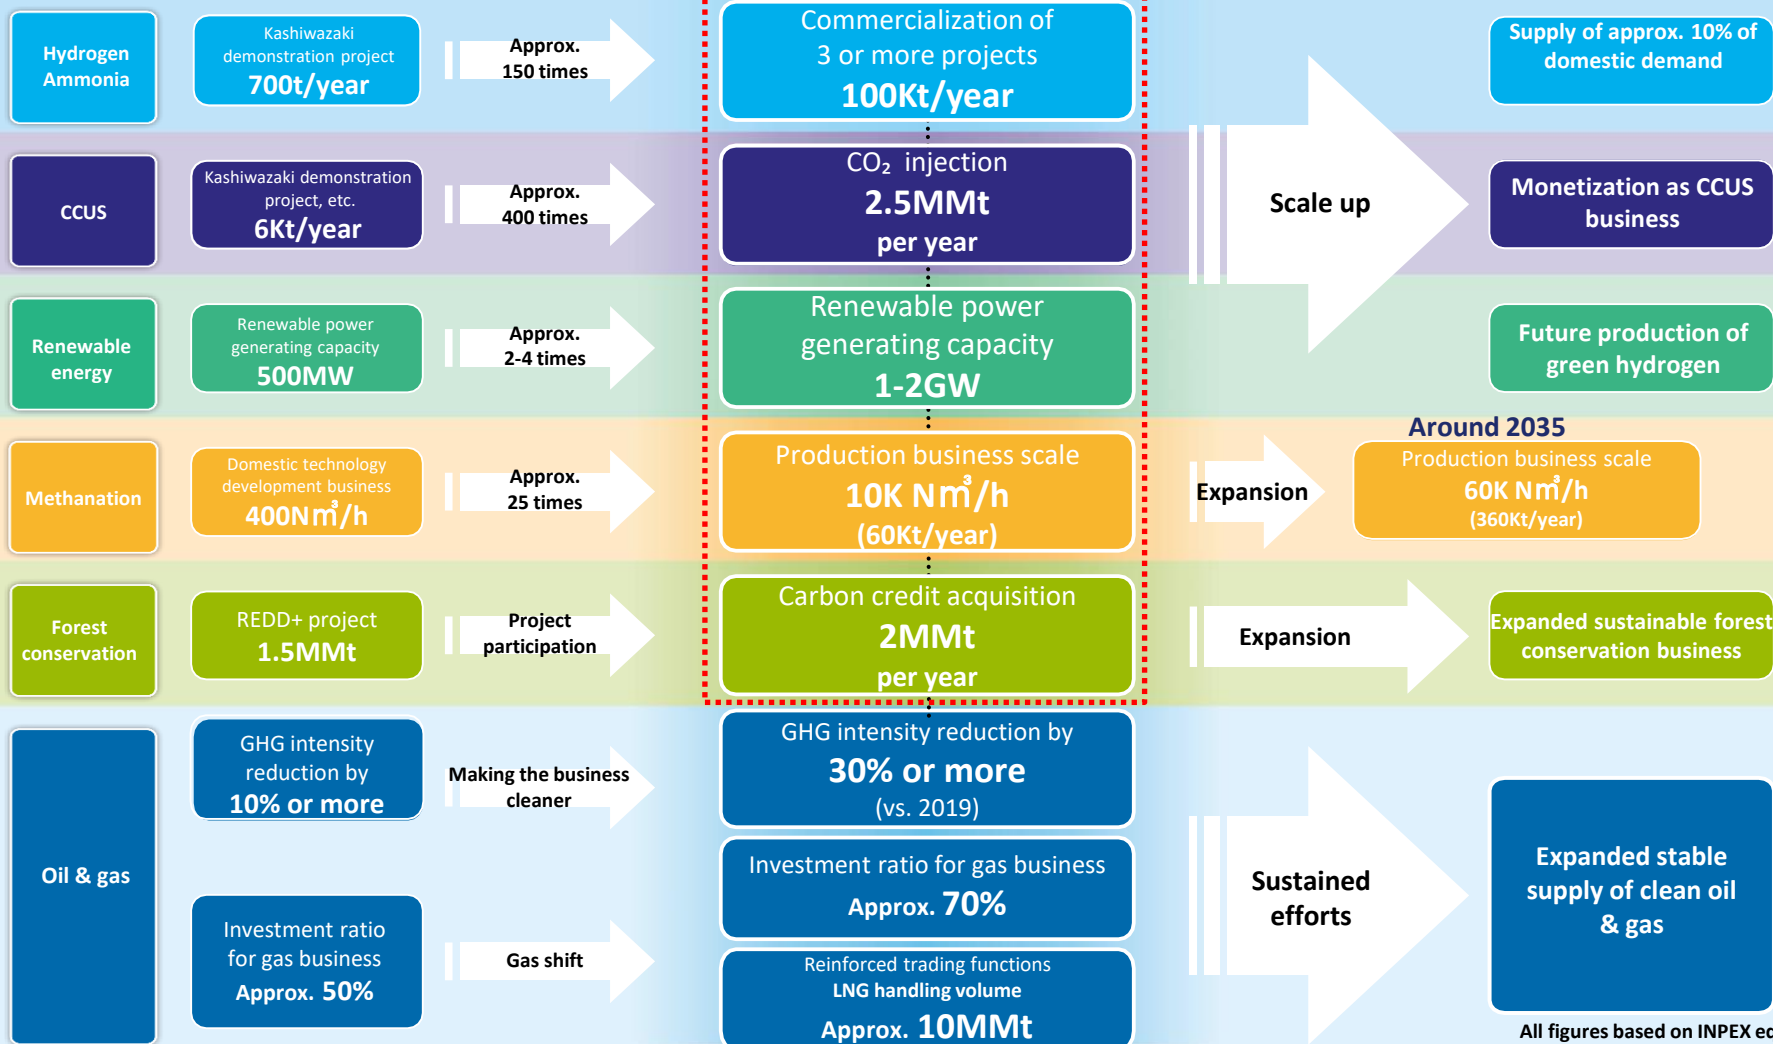 Hydrogen
Ammonia
Kashiwazaki
demonstration project
700t/year
Approx.
150 times
Commercialization of
3 or more projects
100Kt/year
Supply of approx. 10% of
domestic demand
CCUS
Kashiwazaki demonstration
project, etc.
6Kt/year
Approx.
400 times
CO₂ injection
2.5MMt
per year
Scale up
Monetization as CCUS
business
Renewable
energy
Renewable power
generating capacity
500MW
Approx.
2-4 times
Renewable power
generating capacity
1-2GW
Future production of
green hydrogen
Methanation
Domestic technology
development business
400N㎥/h
Approx.
25 times
Production business scale
10K N㎥/h
(60Kt/year)
Expansion
Around 2035
Production business scale
60K N㎥/h
(360Kt/year)
Forest
conservation
REDD+ project
1.5MMt
Project
participation
Carbon credit acquisition
2MMt
per year
Expansion
Expanded sustainable forest
conservation business
Oil & gas
GHG intensity
reduction by
10% or more
Making the business
cleaner
GHG intensity reduction by
30% or more
(vs. 2019)
Investment ratio
for gas business
Approx. 50%
Gas shift
Investment ratio for gas business
Approx. 70%
Reinforced trading functions
LNG handling volume
Approx. 10MMt
Sustained
efforts
Expanded stable
supply of clean oil
& gas
All figures based on INPEX